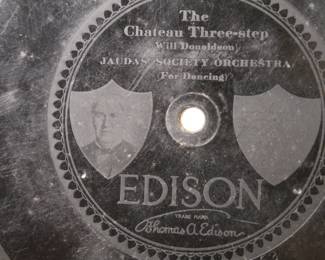 The
Chateau Three-step
(Will Donaldson)
JAUDAS' SOCIETY ORCHESTRA
(For Dancing)
EDISON
TRADE MARK
Thomas A. Edison